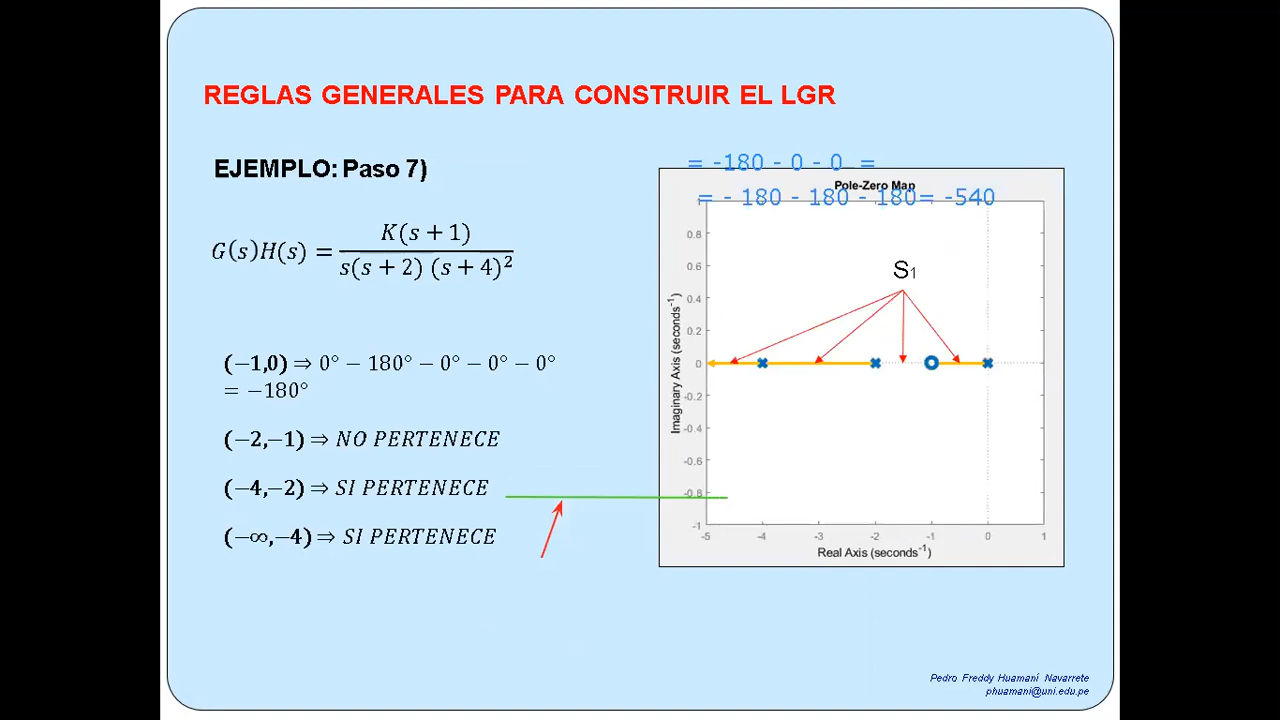 REGLAS GENERALES PARA CONSTRUIR EL LGR
EJEMPLO: Paso 7)
G(s)H(s) = K(s + 1) / s(s + 2) (s + 4)²
(−1,0) ⇒ 0° − 180° − 0° − 0° − 0°
= −180°
(−2,−1) ⇒ NO PERTENECE
(−4,−2) ⇒ SI PERTENECE
(−∞,−4) ⇒ SI PERTENECE
= -180 - 0 - 0 =
Pole-Zero Map
= - 180 - 180 - 180= -540
S₁
Imaginary Axis (seconds⁻¹)
0.8
0.6
0.4
0.2
0
-0.2
-0.4
-0.6
-0.8
-1
-5 -4 -3 -2 -1 0 1
Real Axis (seconds⁻¹)
Pedro Freddy Huamaní Navarrete
phuamani@uni.edu.pe